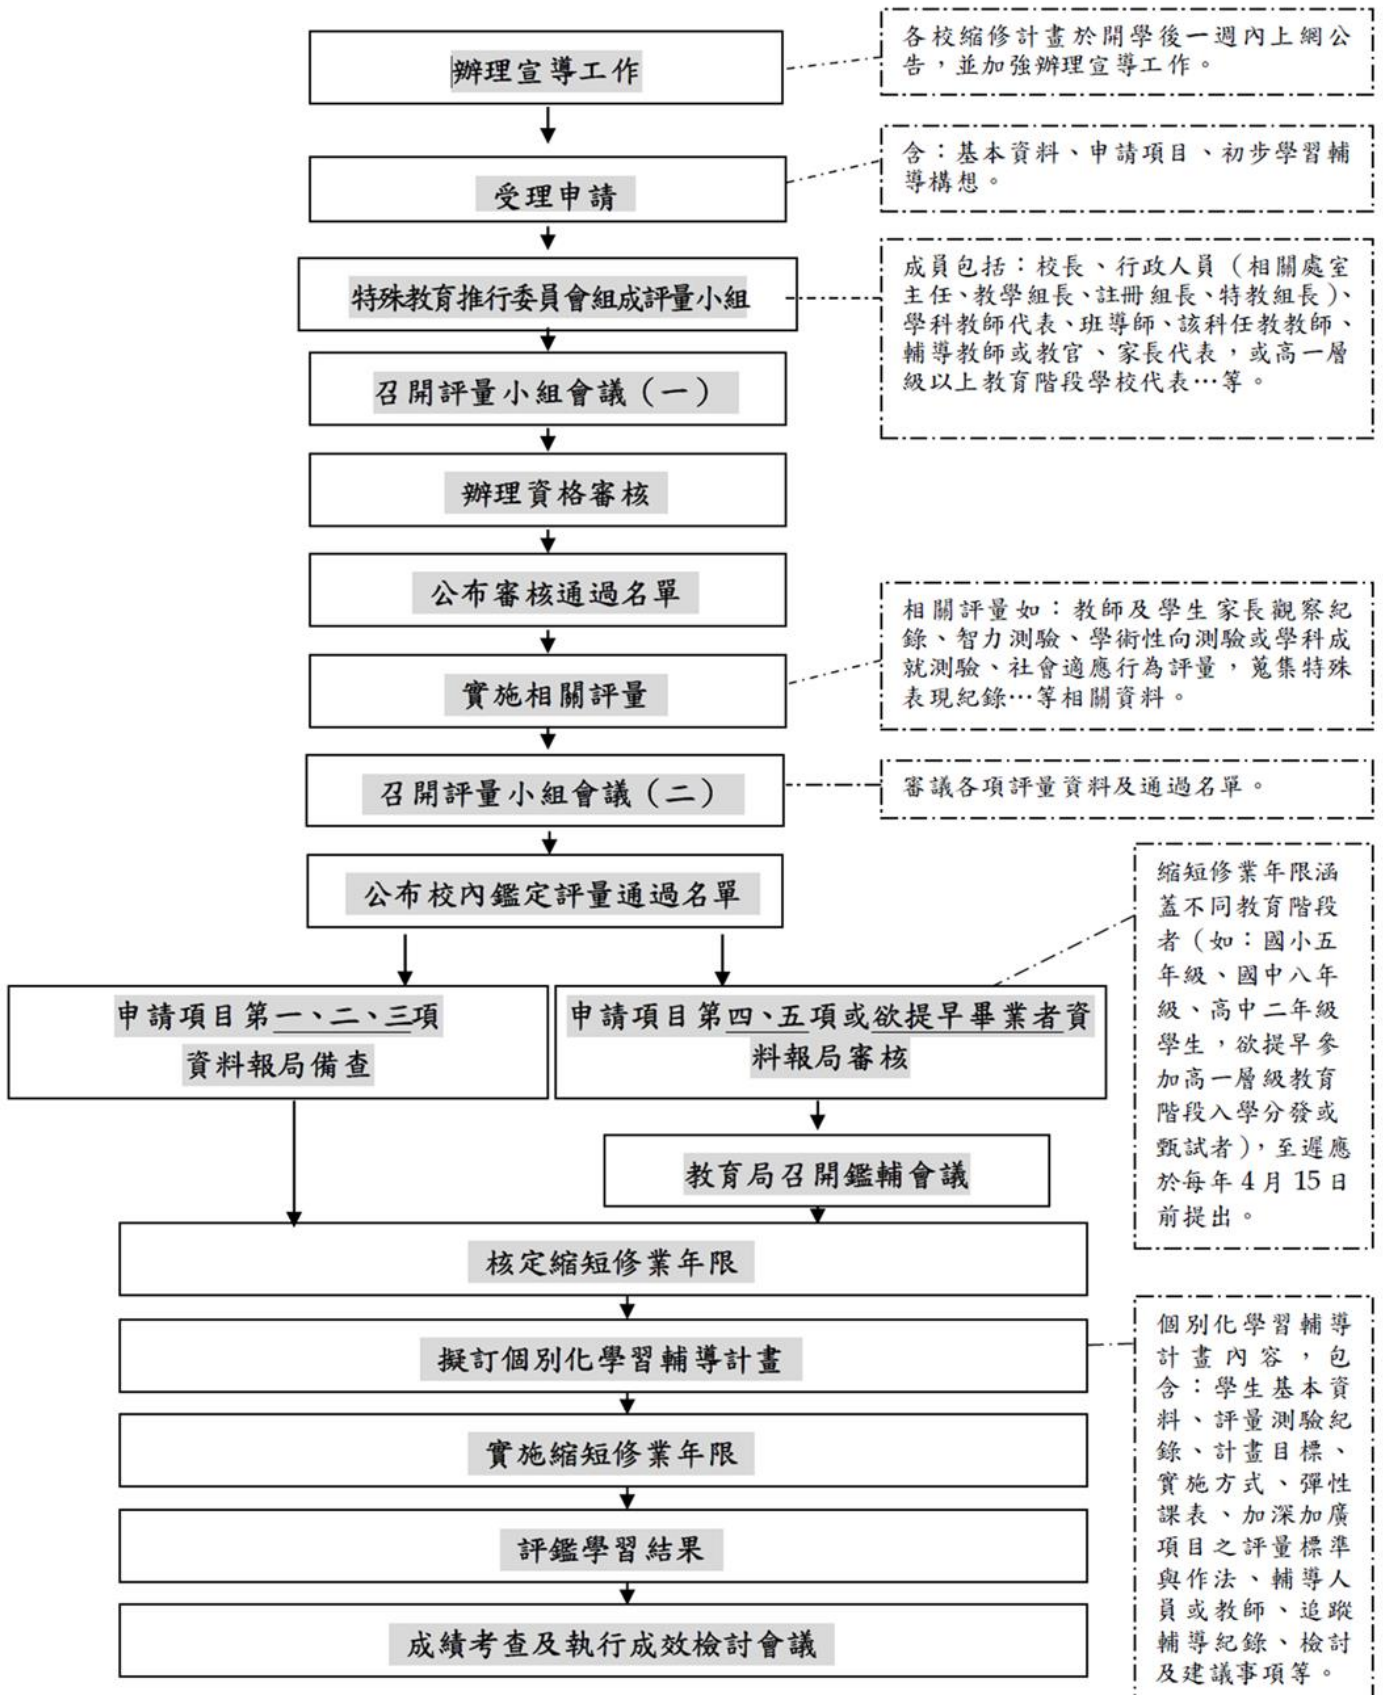 辦理宣導工作
各校縮修計畫於開學後一週內上網公
告，並加強辦理宣導工作。
受理申請
含：基本資料、申請項目、初步學習輔
導構想。
特殊教育推行委員會組成評量小組
成員包括：校長、行政人員（相關處室
主任、教學組長、註冊組長、特教組長）、
學科教師代表、班導師、該科任教教師、
輔導教師或教官、家長代表，或高一層
級以上教育階段學校代表…等。
召開評量小組會議（一）
辦理資格審核
公布審核通過名單
實施相關評量
相關評量如：教師及學生家長觀察紀
錄、智力測驗、學術性向測驗或學科成
就測驗、社會適應行為評量，蒐集特殊
表現紀錄…等相關資料。
召開評量小組會議（二）
審議各項評量資料及通過名單。
公布校內鑑定評量通過名單
申請項目第一、二、三項
資料報局備查
申請項目第四、五項或欲提早畢業者資
料報局審核
縮短修業年限涵
蓋不同教育階段
者（如：國小五
年級、國中八年
級、高中二年級
學生，欲提早參
加高一層級教育
階段入學分發或
甄試者），至遲應
於每年 4 月 15 日
前提出。
教育局召開鑑輔會議
核定縮短修業年限
擬訂個別化學習輔導計畫
個別化學習輔導
計畫內容，包
含：學生基本資
料、評量測驗紀
錄、計畫目標、
實施方式、彈性
課表、加深加廣
項目之評量標準
與作法、輔導人
員或教師、追蹤
輔導紀錄、檢討
及建議事項等。
實施縮短修業年限
評鑑學習結果
成績考查及執行成效檢討會議